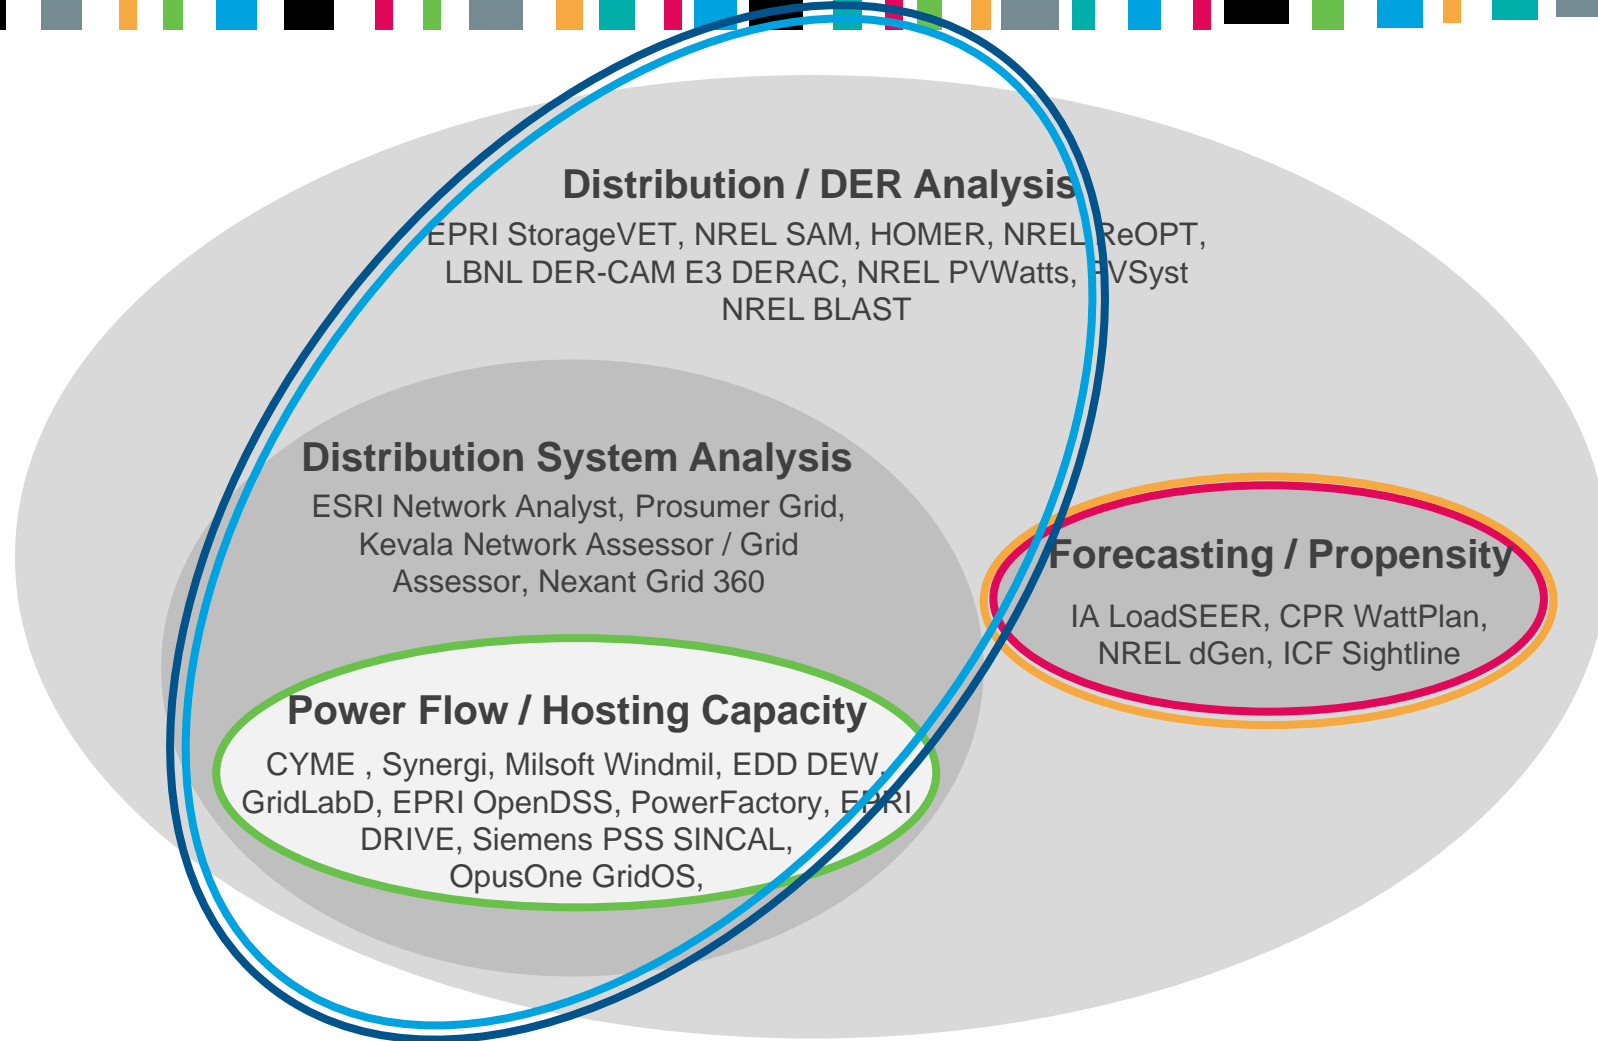 Distribution / DER Analysis
EPRI StorageVET, NREL SAM, HOMER, NREL ReOPT,
LBNL DER-CAM E3 DERAC, NREL PVWatts, PVSyst
NREL BLAST
Distribution System Analysis
ESRI Network Analyst, Prosumer Grid,
Kevala Network Assessor / Grid
Assessor, Nexant Grid 360
Forecasting / Propensity
IA LoadSEER, CPR WattPlan,
NREL dGen, ICF Sightline
Power Flow / Hosting Capacity
CYME , Synergi, Milsoft Windmil, EDD DEW,
GridLabD, EPRI OpenDSS, PowerFactory, EPRI
DRIVE, Siemens PSS SINCAL,
OpusOne GridOS,